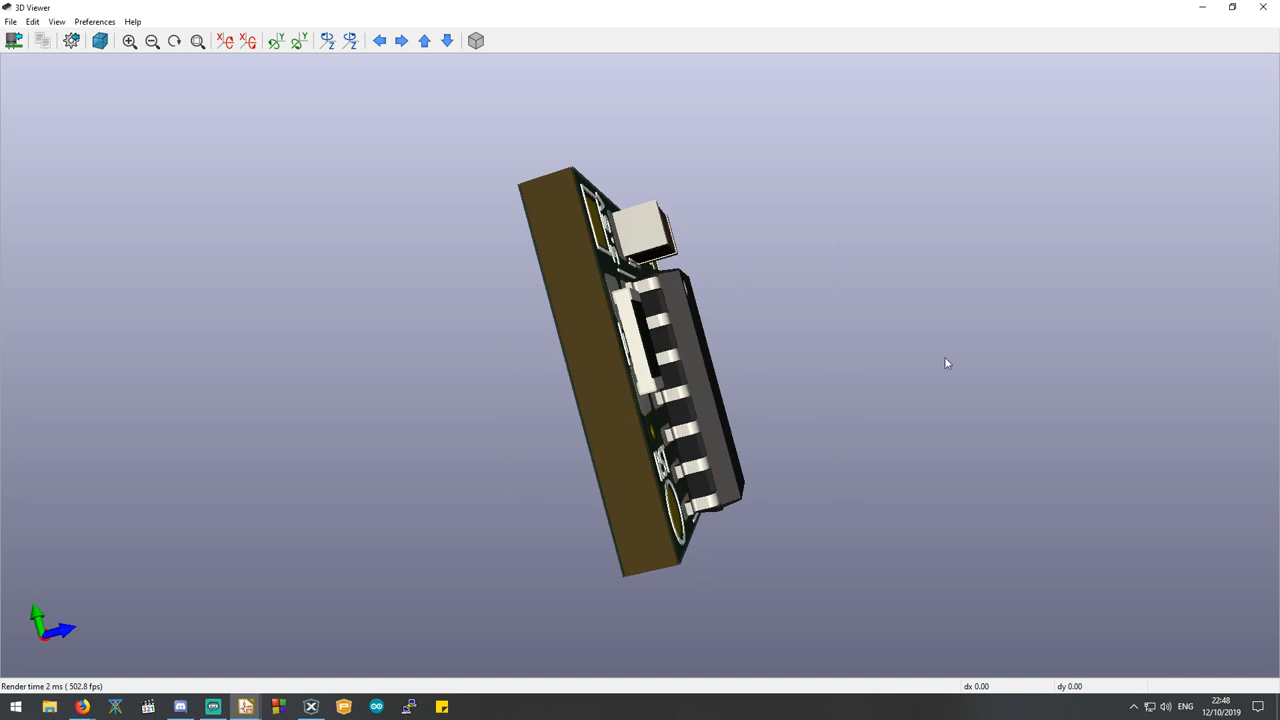 3D Viewer
File Edit View Preferences Help
Render time 2 ms ( 502.8 fps)
dx 0.00
dy 0.00
ENG
22:48
12/10/2019